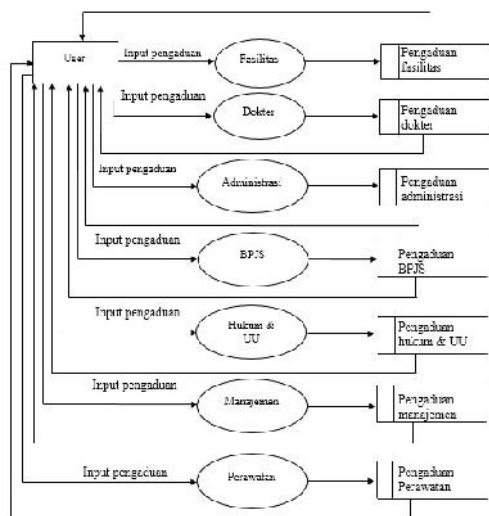 User
Input pengaduan
Fasilitas
Pengaduan
fasilitas
Input pengaduan
Dokter
Pengaduan
dokter
Input pengaduan
Administrasi
Pengaduan
administrasi
Input pengaduan
BPJS
Pengaduan
BPJS
Input pengaduan
Hukum &
UU
Pengaduan
hukum & UU
Input pengaduan
Manajemen
Pengaduan
manajemen
Input pengaduan
Perawatan
Pengaduan
Perawatan